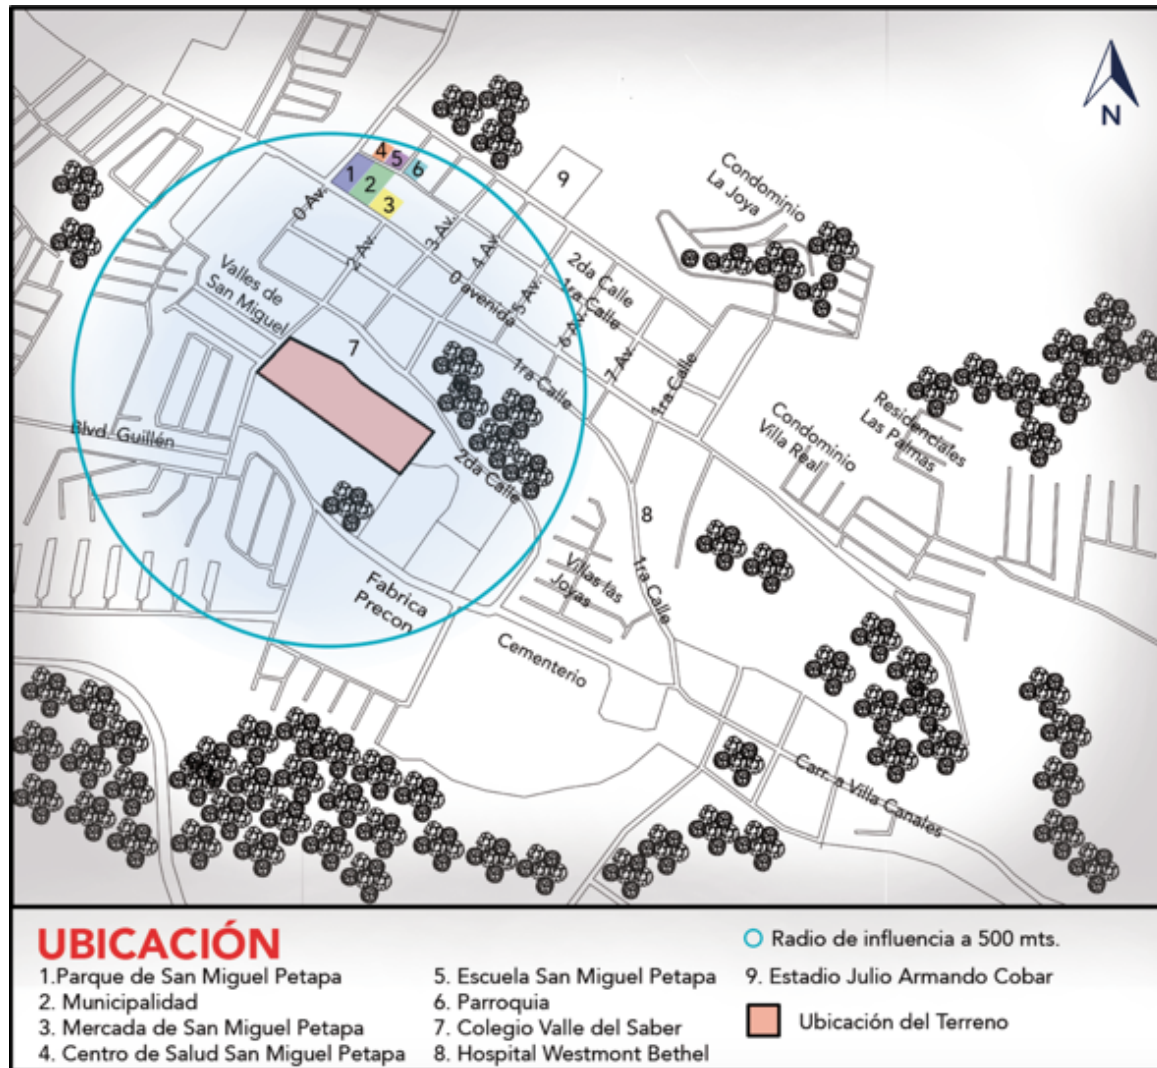 N
4
5
6
1
2
3
9
Condominio
La Joya
0 Av.
2 Av.
3 Av.
4 Av
2da Calle
1ra Calle
0 avenida
5 Av.
6 Av.
7 Av.
1ra Calle
Valles de
San Miguel
7
1ra Calle
Residenciales
Las Palmas
Condominio
Villa Real
Blvd. Guillén
2da Calle
8
1ra Calle
Villas las
Joyas
Fabrica
Precon
Cementerio
Carr. a Villa Canales
UBICACIÓN
1.Parque de San Miguel Petapa
2. Municipalidad
3. Mercada de San Miguel Petapa
4. Centro de Salud San Miguel Petapa
5. Escuela San Miguel Petapa
6. Parroquia
7. Colegio Valle del Saber
8. Hospital Westmont Bethel
Radio de influencia a 500 mts.
9. Estadio Julio Armando Cobar
Ubicación del Terreno